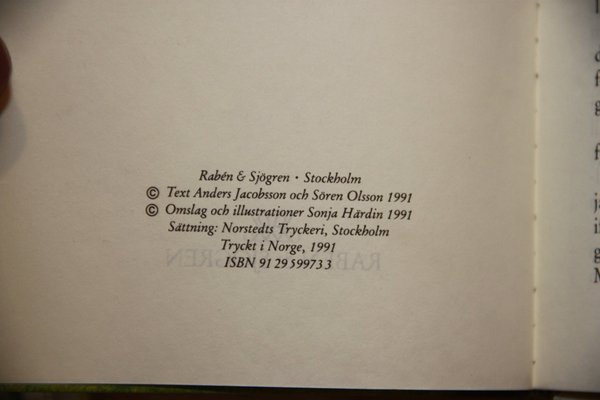 Rabén & Sjögren · Stockholm
© Text Anders Jacobsson och Sören Olsson 1991
© Omslag och illustrationer Sonja Härdin 1991
Sättning: Norstedts Tryckeri, Stockholm
Tryckt i Norge, 1991
ISBN 91 29 59973 3